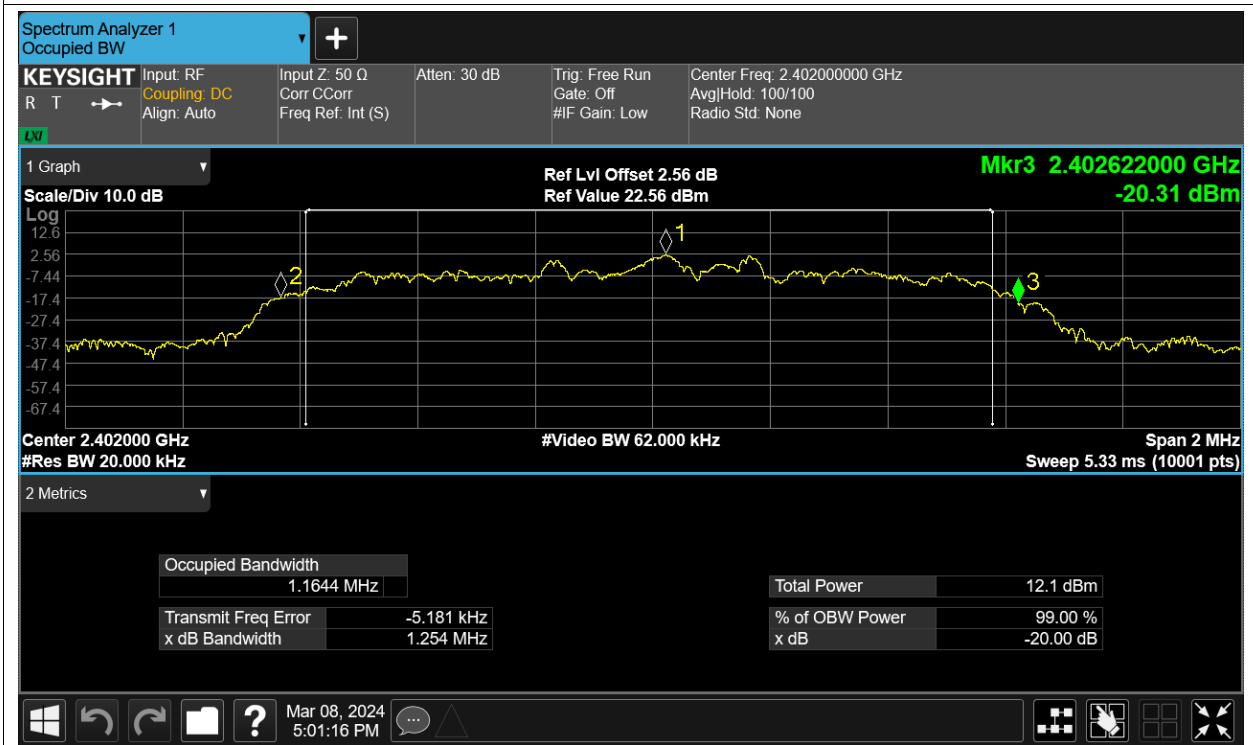 Spectrum Analyzer 1
Occupied BW
+
KEYSIGHT
R T
LXI
Input: RF
Coupling: DC
Align: Auto
Input Z: 50 Ω
Corr CCorr
Freq Ref: Int (S)
Atten: 30 dB
Trig: Free Run
Gate: Off
#IF Gain: Low
Center Freq: 2.402000000 GHz
Avg|Hold: 100/100
Radio Std: None
1 Graph
Scale/Div 10.0 dB
Ref Lvl Offset 2.56 dB
Ref Value 22.56 dBm
Mkr3 2.402622000 GHz
-20.31 dBm
Log
12.6
2.56
-7.44
-17.4
-27.4
-37.4
-47.4
-57.4
-67.4
1
2
3
Center 2.402000 GHz
#Video BW 62.000 kHz
Span 2 MHz
#Res BW 20.000 kHz
Sweep 5.33 ms (10001 pts)
2 Metrics
Occupied Bandwidth
1.1644 MHz
Transmit Freq Error -5.181 kHz
x dB Bandwidth 1.254 MHz
Total Power 12.1 dBm
% of OBW Power 99.00 %
x dB -20.00 dB
?
Mar 08, 2024
5:01:16 PM